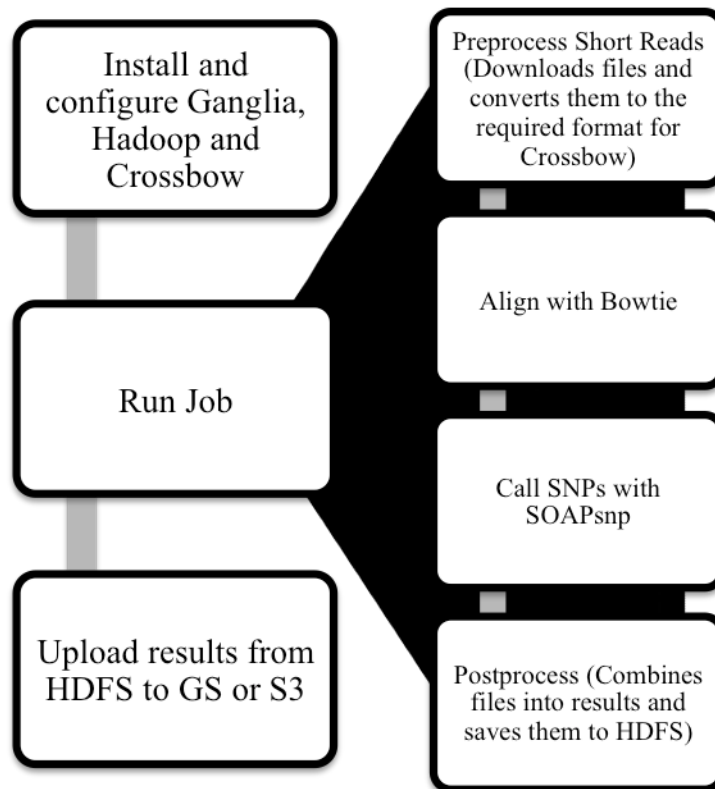 Install and
configure Ganglia,
Hadoop and
Crossbow
Run Job
Upload results from
HDFS to GS or S3
Preprocess Short Reads
(Downloads files and
converts them to the
required format for
Crossbow)
Align with Bowtie
Call SNPs with
SOAPsnp
Postprocess (Combines
files into results and
saves them to HDFS)